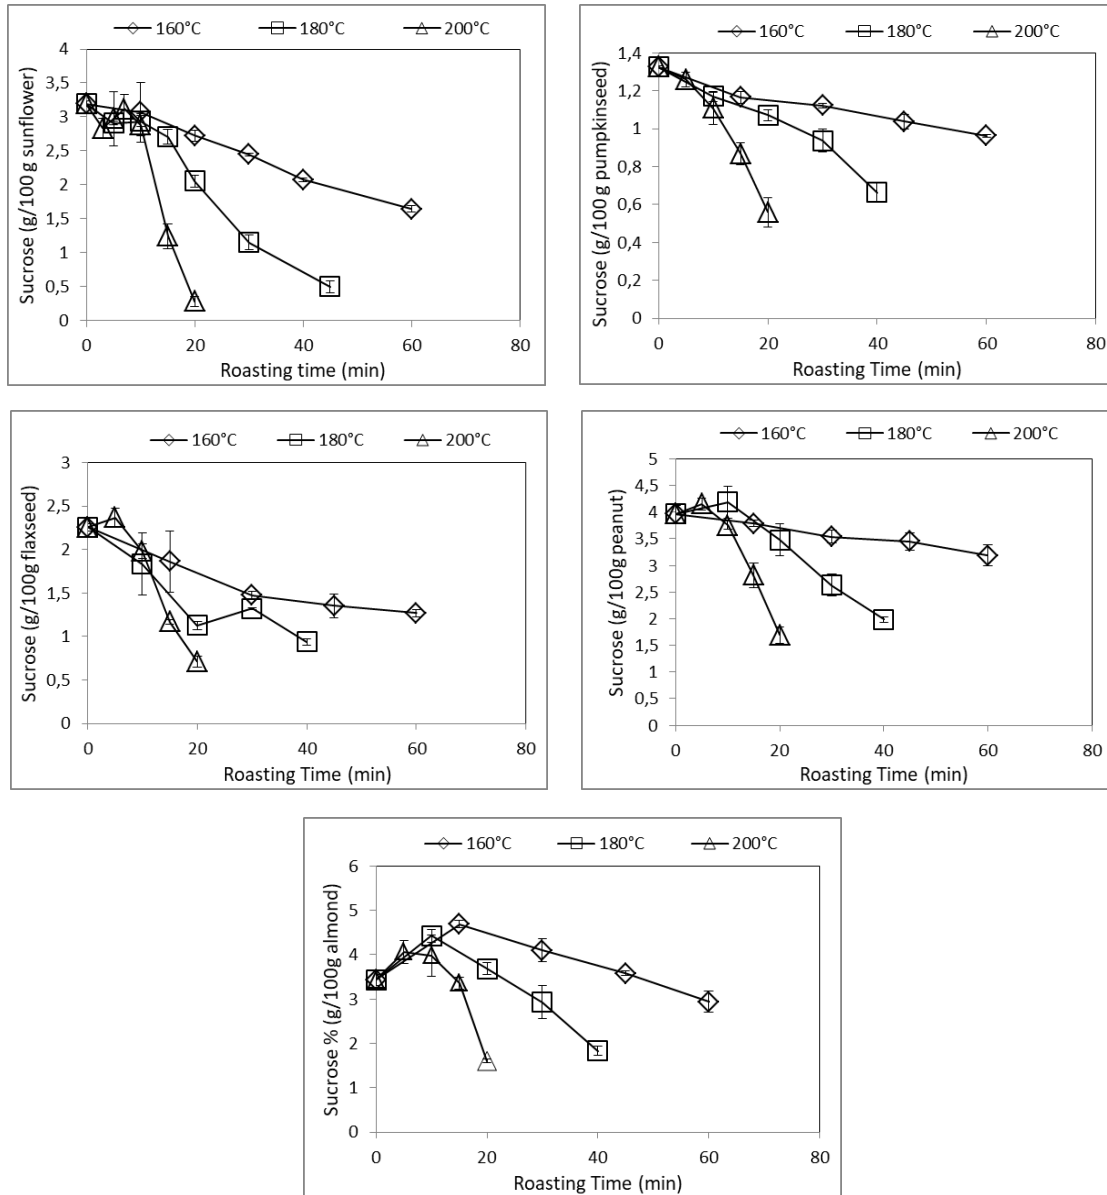 160°C 180°C 200°C
Sucrose (g/100 g sunflower)
4
3,5
3
2,5
2
1,5
1
0,5
0
0 20 40 60 80
Roasting time (min)
160°C 180°C 200°C
Sucrose (g/100 g pumpkinseed)
1,4
1,2
1
0,8
0,6
0,4
0,2
0
0 20 40 60 80
Roasting Time (min)
160°C 180°C 200°C
Sucrose (g/100g flaxseed)
3
2,5
2
1,5
1
0,5
0
0 20 40 60 80
Roasting Time (min)
160°C 180°C 200°C
Sucrose (g/100g peanut)
5
4,5
4
3,5
3
2,5
2
1,5
1
0,5
0
0 20 40 60 80
Roasting Time (min)
160°C 180°C 200°C
Sucrose % (g/100g almond)
6
5
4
3
2
1
0
0 20 40 60 80
Roasting Time (min)